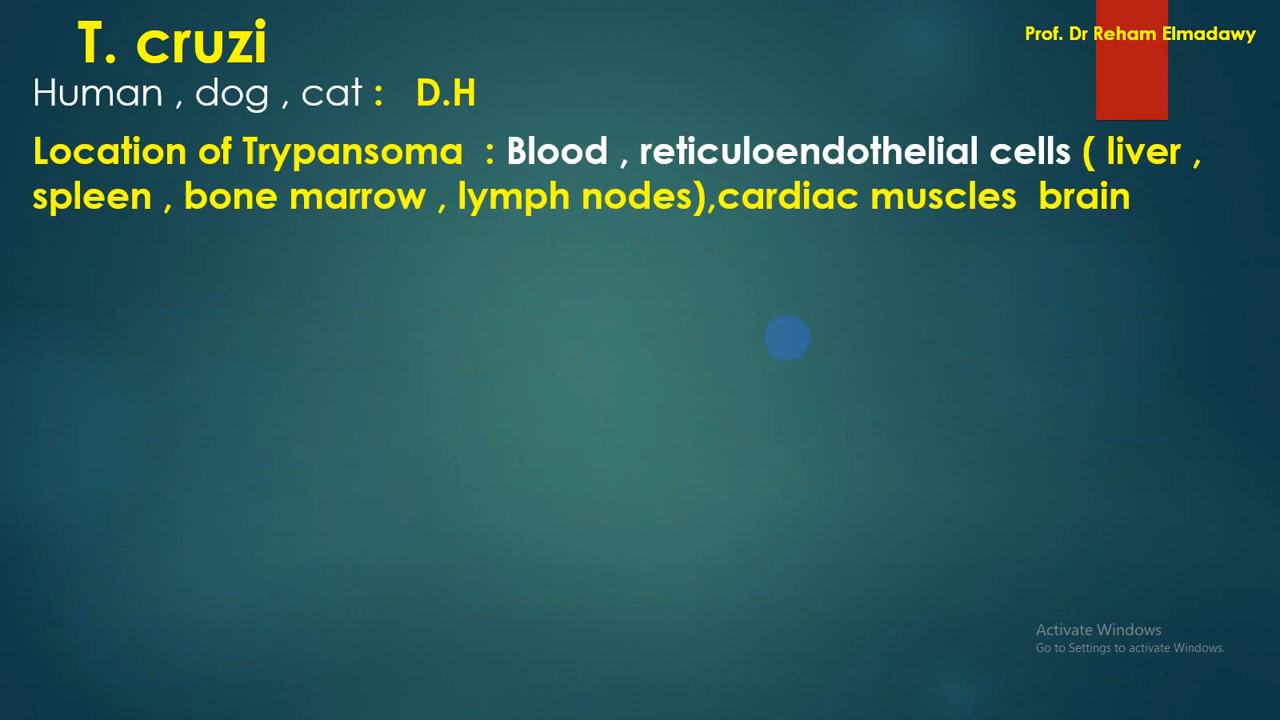 T. cruzi
Prof. Dr Reham Elmadawy
Human , dog , cat : D.H
Location of Trypansoma : Blood , reticuloendothelial cells ( liver ,
spleen , bone marrow , lymph nodes),cardiac muscles brain
Activate Windows
Go to Settings to activate Windows.